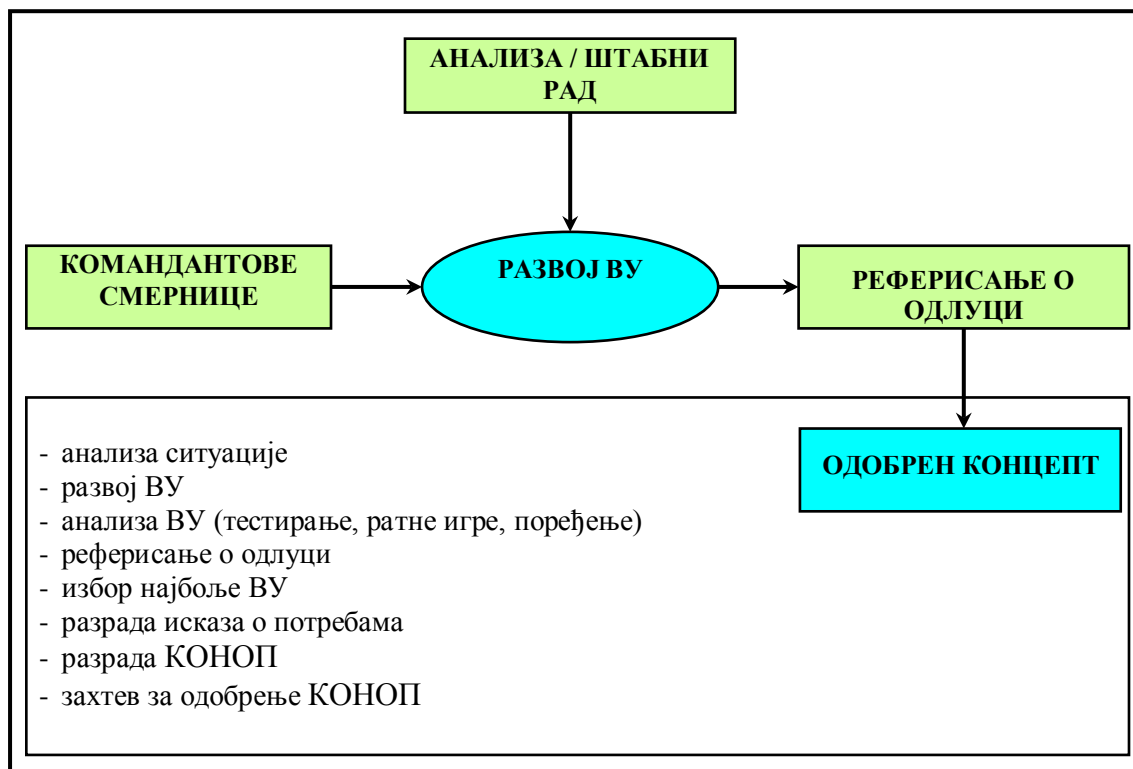 АНАЛИЗА / ШТАБНИ
РАД
КОМАНДАНТОВЕ
СМЕРНИЦЕ
РАЗВОЈ ВУ
РЕФЕРИСАЊЕ О
ОДЛУЦИ
ОДОБРЕН КОНЦЕПТ
- анализа ситуације
- развој ВУ
- анализа ВУ (тестирање, ратне игре, поређење)
- реферисање о одлуци
- избор најбоље ВУ
- разрада исказа о потребама
- разрада КОНОП
- захтев за одобрење КОНОП